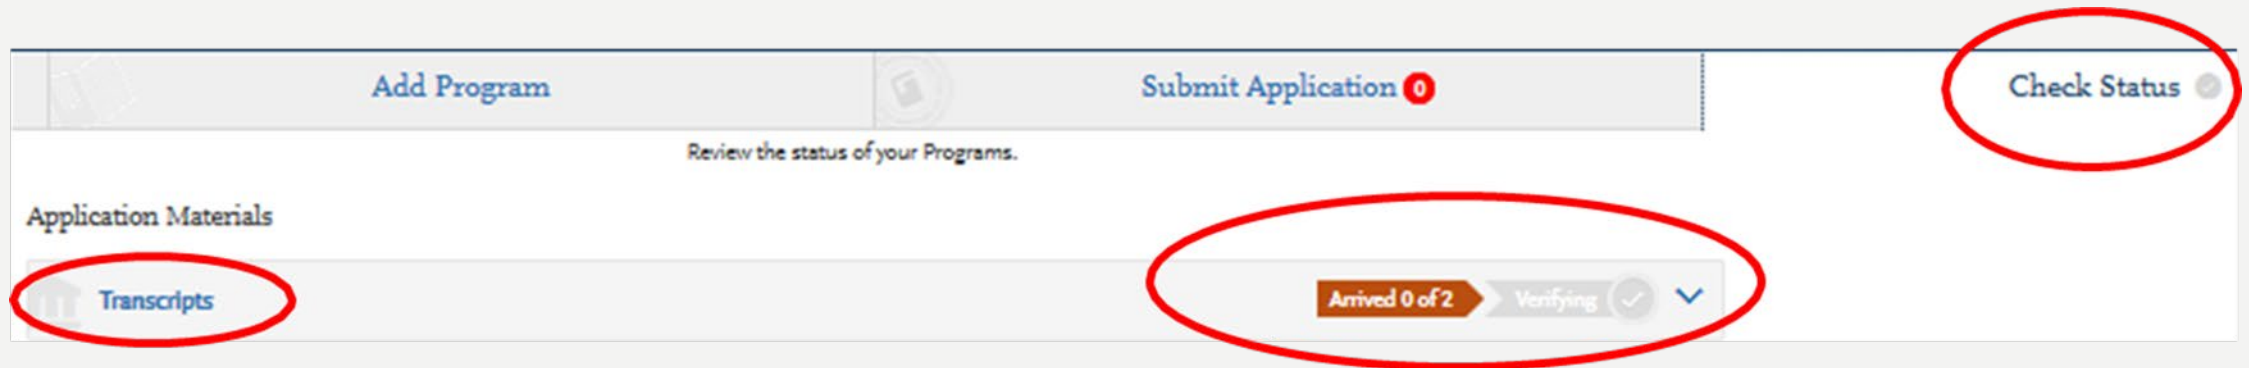 Add Program
Submit Application 0
Check Status
Review the status of your Programs.
Application Materials
Transcripts
Arrived 0 of 2
Verifying